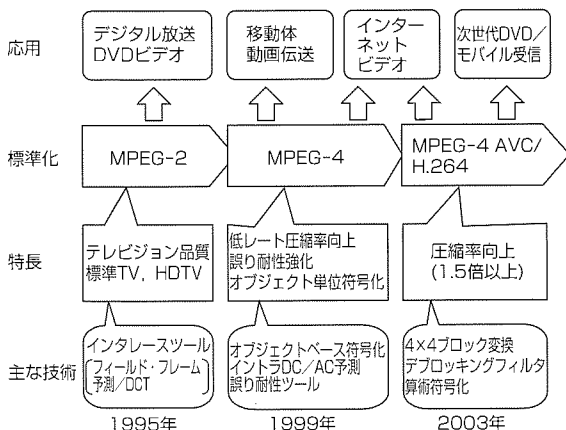 応用
デジタル放送
DVDビデオ
移動体
動画伝送
インター
ネット
ビデオ
次世代DVD／
モバイル受信
標準化
MPEG-2
MPEG-4
MPEG-4 AVC/
H.264
特長
テレビジョン品質
標準TV，HDTV
低レート圧縮率向上
誤り耐性強化
オブジェクト単位符号化
圧縮率向上
(1.5倍以上)
主な技術
インタレースツール
フィールド・フレーム
予測/DCT
オブジェクトベース符号化
イントラDC/AC予測
誤り耐性ツール
4×4ブロック変換
デブロッキングフィルタ
算術符号化
1995年
1999年
2003年